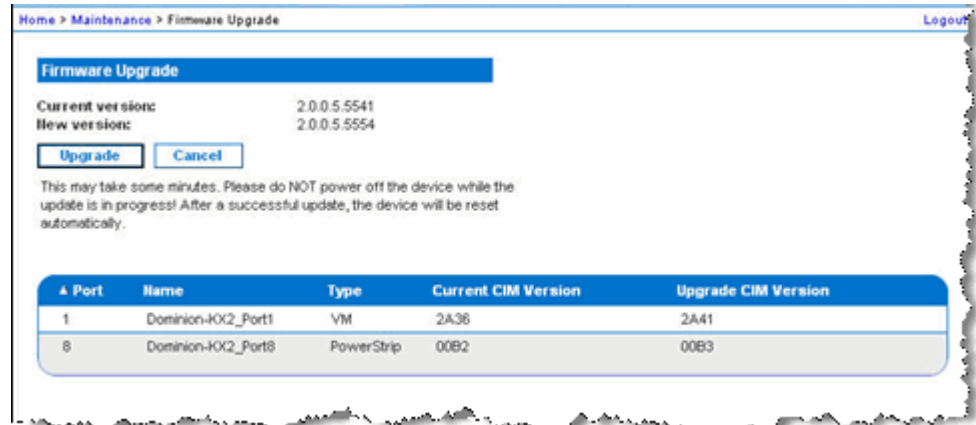 Home > Maintenance > Firmware Upgrade Logout
Firmware Upgrade
Current version: 2.0.0.5.5541
New version: 2.0.0.5.5554
Upgrade Cancel
This may take some minutes. Please do NOT power off the device while the
update is in progress! After a successful update, the device will be reset
automatically.
▲ Port Name Type Current CIM Version Upgrade CIM Version
1 Dominion-KX2_Port1 VM 2A36 2A41
8 Dominion-KX2_Port8 PowerStrip 00B2 00B3